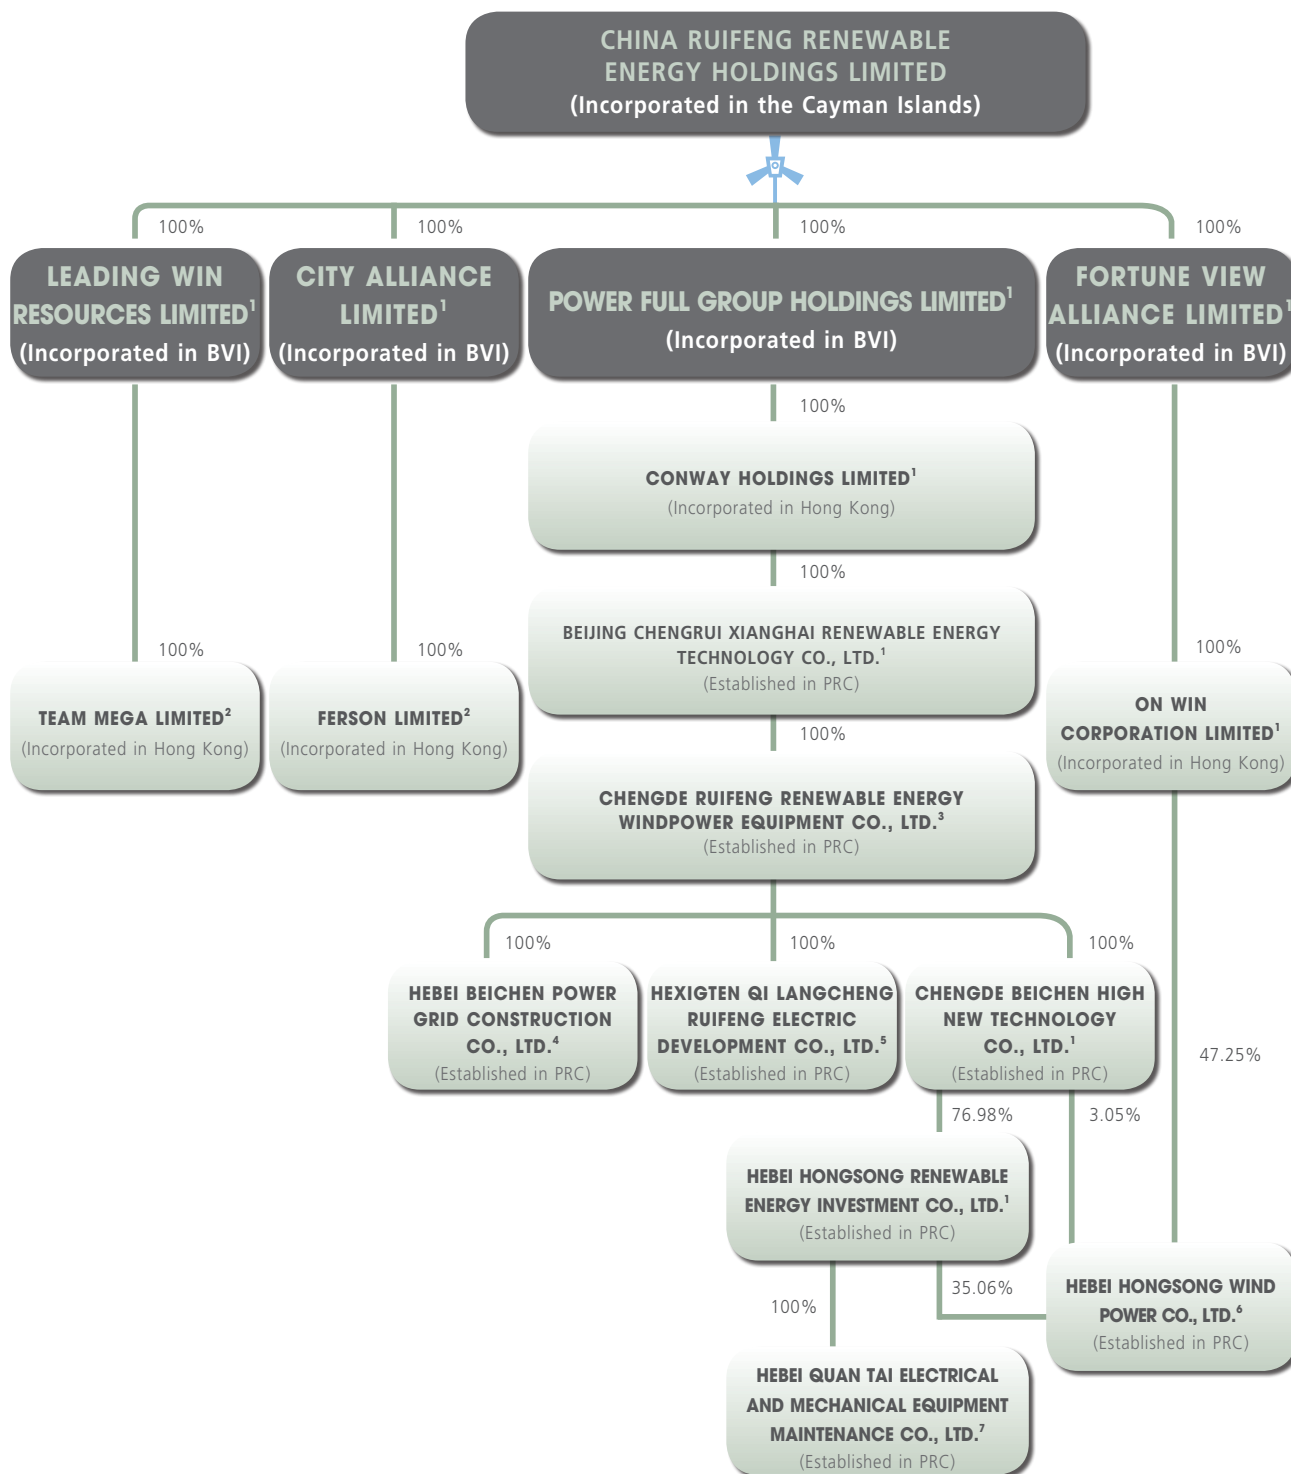 CHINA RUIFENG RENEWABLE
ENERGY HOLDINGS LIMITED
(Incorporated in the Cayman Islands)
100%
100%
100%
100%
LEADING WIN
RESOURCES LIMITED¹
(Incorporated in BVI)
CITY ALLIANCE
LIMITED¹
(Incorporated in BVI)
POWER FULL GROUP HOLDINGS LIMITED¹
(Incorporated in BVI)
FORTUNE VIEW
ALLIANCE LIMITED¹
(Incorporated in BVI)
100%
CONWAY HOLDINGS LIMITED¹
(Incorporated in Hong Kong)
100%
BEIJING CHENGRUI XIANGHAI RENEWABLE ENERGY
TECHNOLOGY CO., LTD.¹
(Established in PRC)
100%
100%
100%
TEAM MEGA LIMITED²
(Incorporated in Hong Kong)
FERSON LIMITED²
(Incorporated in Hong Kong)
ON WIN
CORPORATION LIMITED¹
(Incorporated in Hong Kong)
100%
CHENGDE RUIFENG RENEWABLE ENERGY
WINDPOWER EQUIPMENT CO., LTD.³
(Established in PRC)
100%
100%
100%
HEBEI BEICHEN POWER
GRID CONSTRUCTION
CO., LTD.⁴
(Established in PRC)
HEXIGTEN QI LANGCHENG
RUIFENG ELECTRIC
DEVELOPMENT CO., LTD.⁵
(Established in PRC)
CHENGDE BEICHEN HIGH
NEW TECHNOLOGY
CO., LTD.¹
(Established in PRC)
47.25%
76.98%
3.05%
HEBEI HONGSONG RENEWABLE
ENERGY INVESTMENT CO., LTD.¹
(Established in PRC)
35.06%
100%
HEBEI HONGSONG WIND
POWER CO., LTD.⁶
(Established in PRC)
HEBEI QUAN TAI ELECTRICAL
AND MECHANICAL EQUIPMENT
MAINTENANCE CO., LTD.⁷
(Established in PRC)